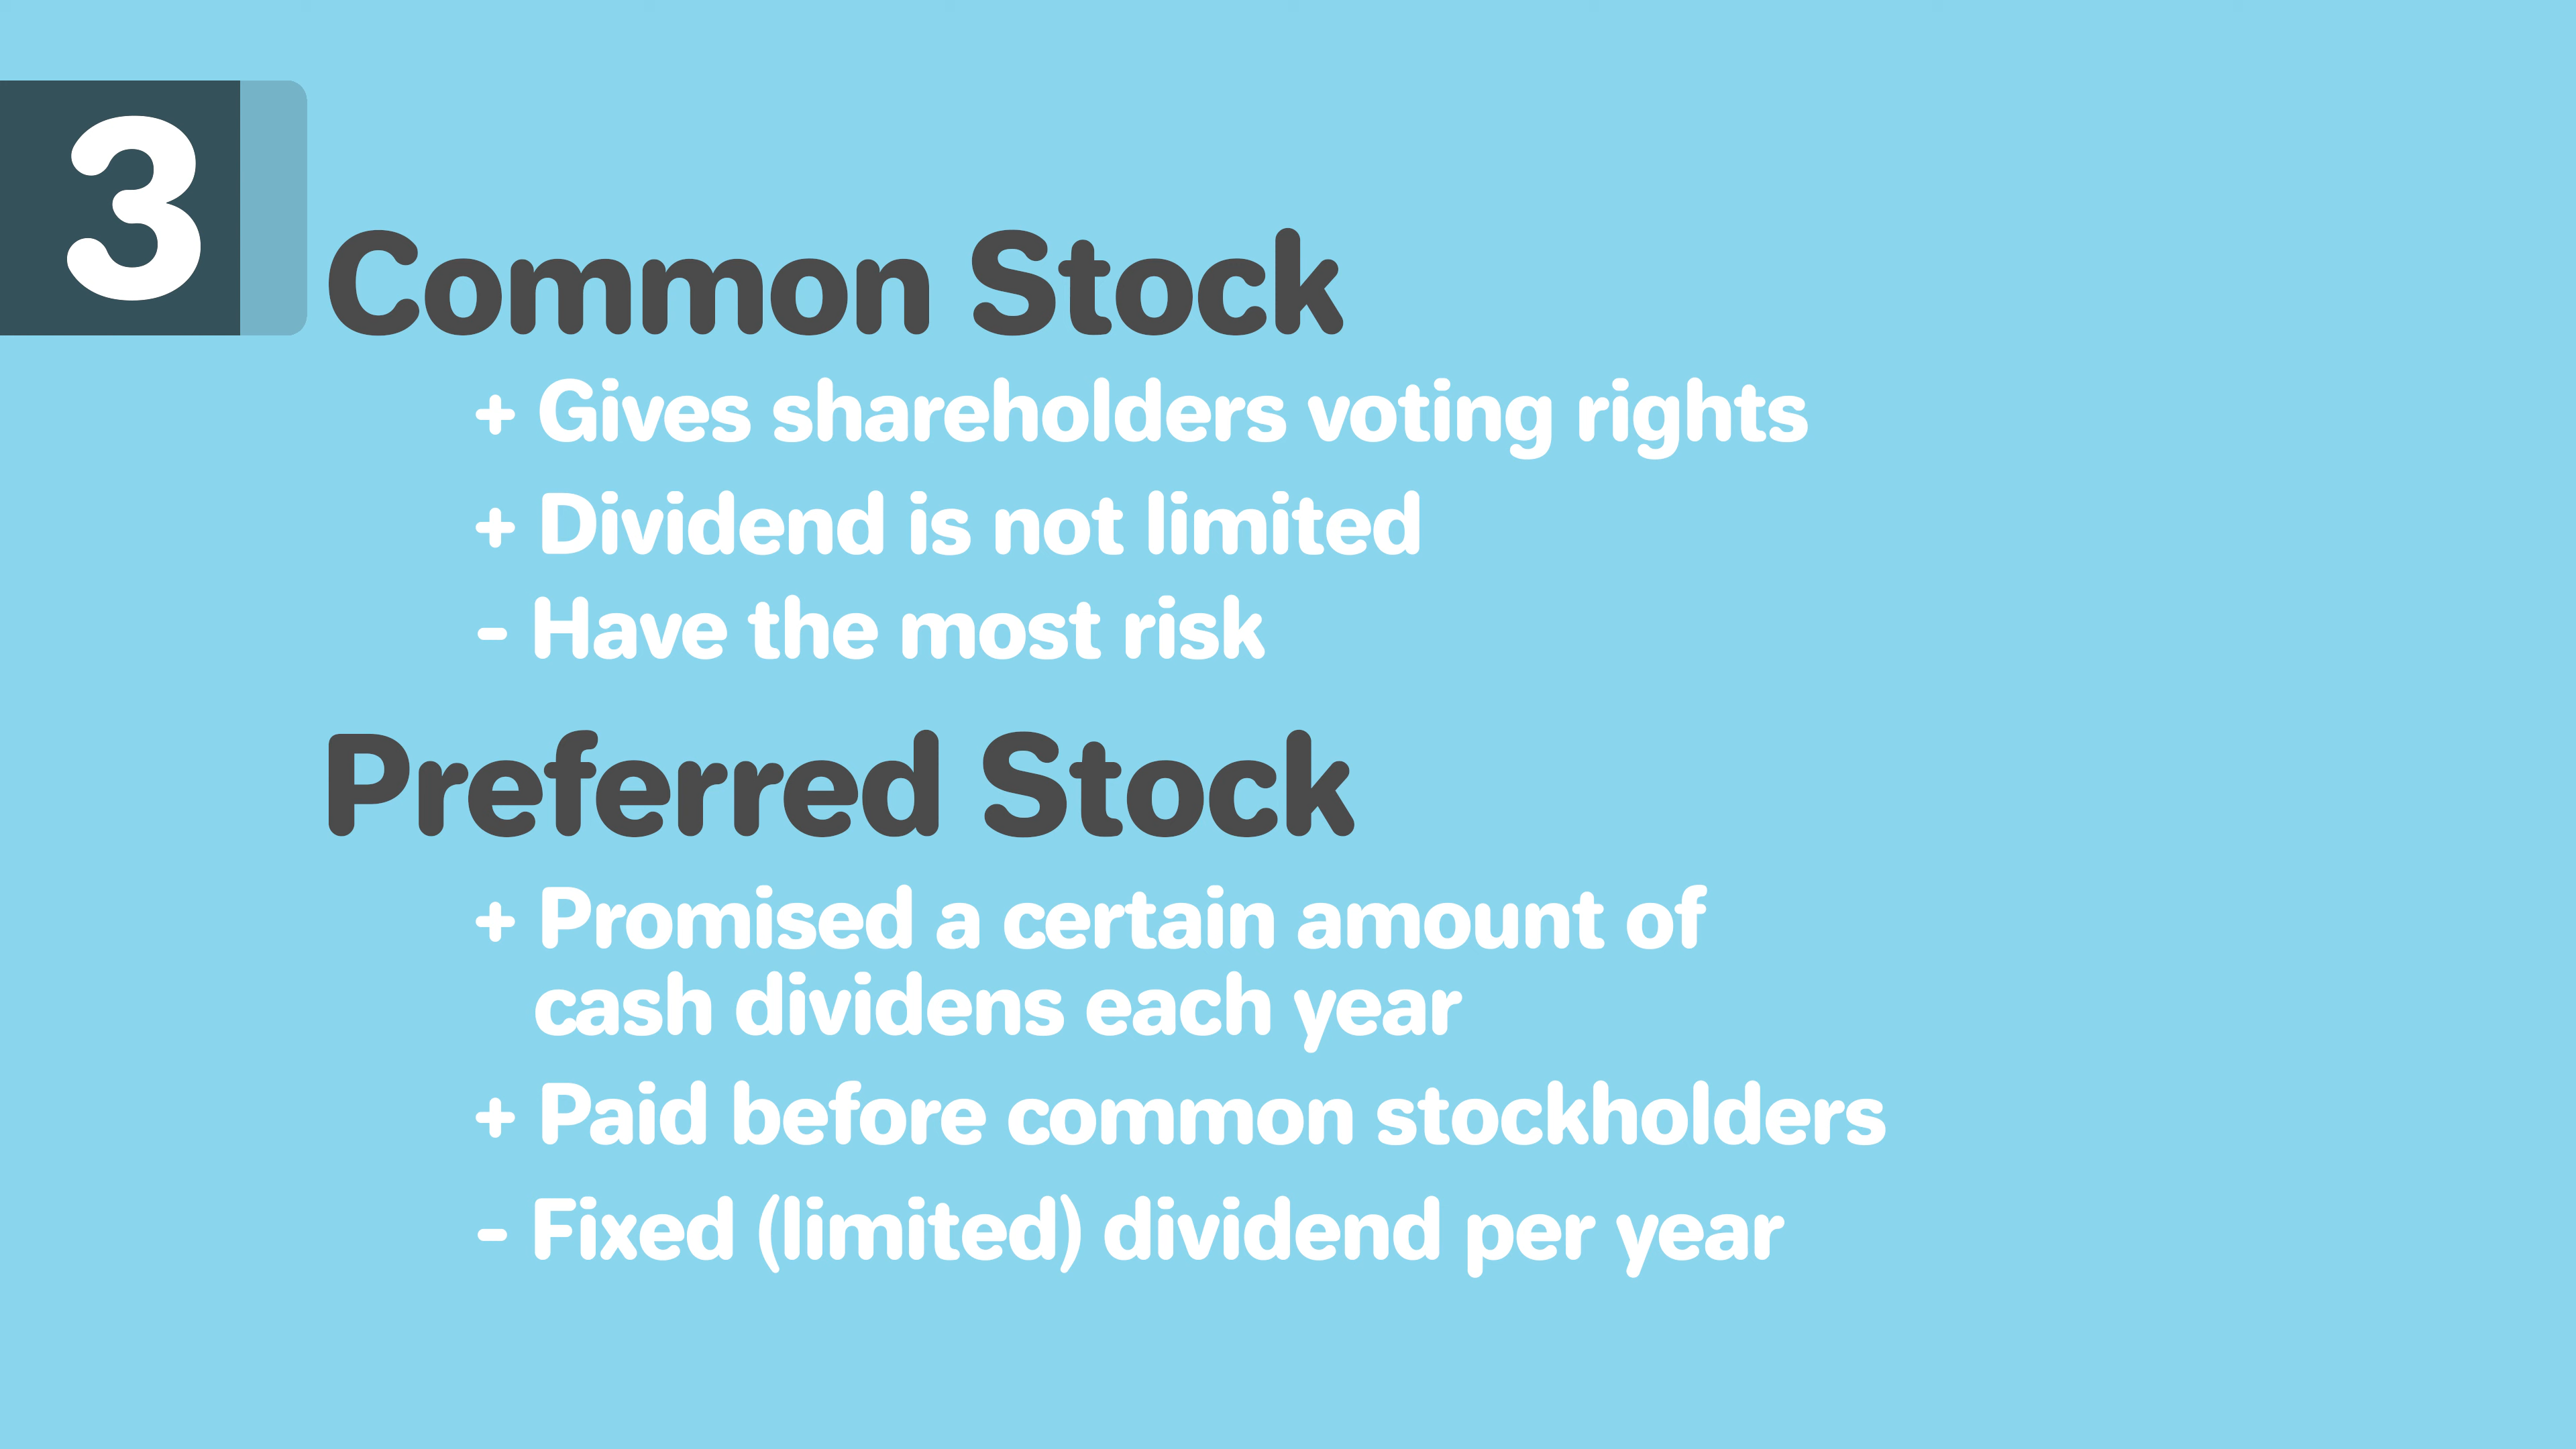 3
Common Stock
+ Gives shareholders voting rights
+ Dividend is not limited
- Have the most risk
Preferred Stock
+ Promised a certain amount of
cash dividens each year
+ Paid before common stockholders
- Fixed (limited) dividend per year